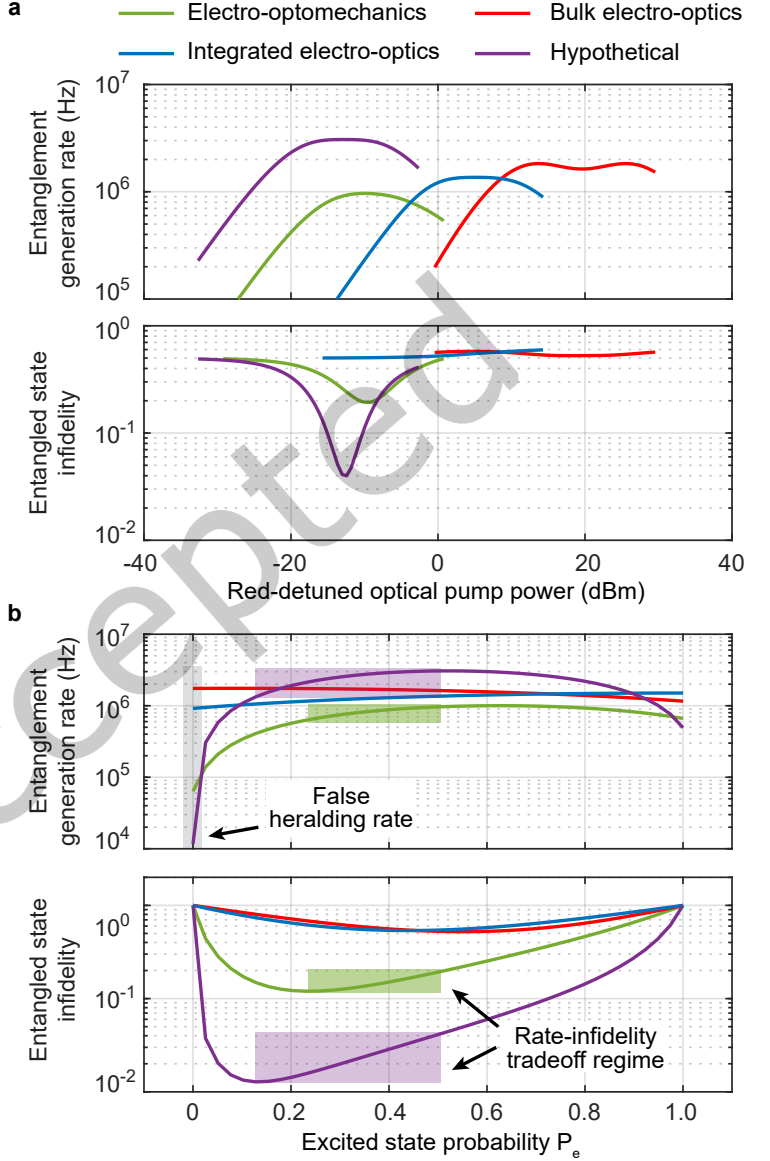 a
Electro-optomechanics
Bulk electro-optics
Integrated electro-optics
Hypothetical
Entanglement
generation rate (Hz)
10^7
10^6
10^5
Entangled state
infidelity
10^0
10^-1
10^-2
-40 -20 0 20 40
Red-detuned optical pump power (dBm)
b
Entanglement
generation rate (Hz)
10^7
10^6
10^5
10^4
False
heralding rate
Entangled state
infidelity
10^0
10^-1
10^-2
Rate-infidelity
tradeoff regime
0 0.2 0.4 0.6 0.8 1.0
Excited state probability P_e
ccepted